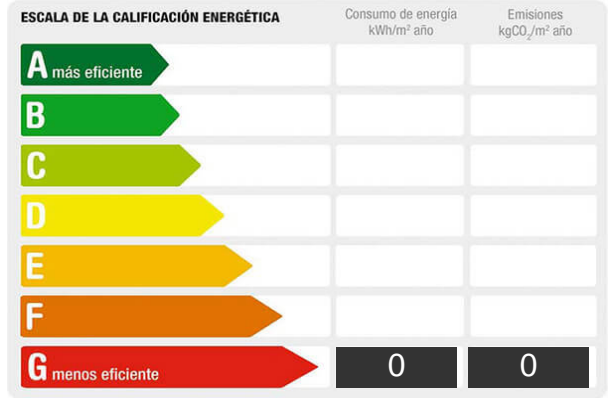 ESCALA DE LA CALIFICACIÓN ENERGÉTICA
Consumo de energía
kWh/m² año
Emisiones
kgCO₂/m² año
A más eficiente
B
C
D
E
F
G menos eficiente
0
0